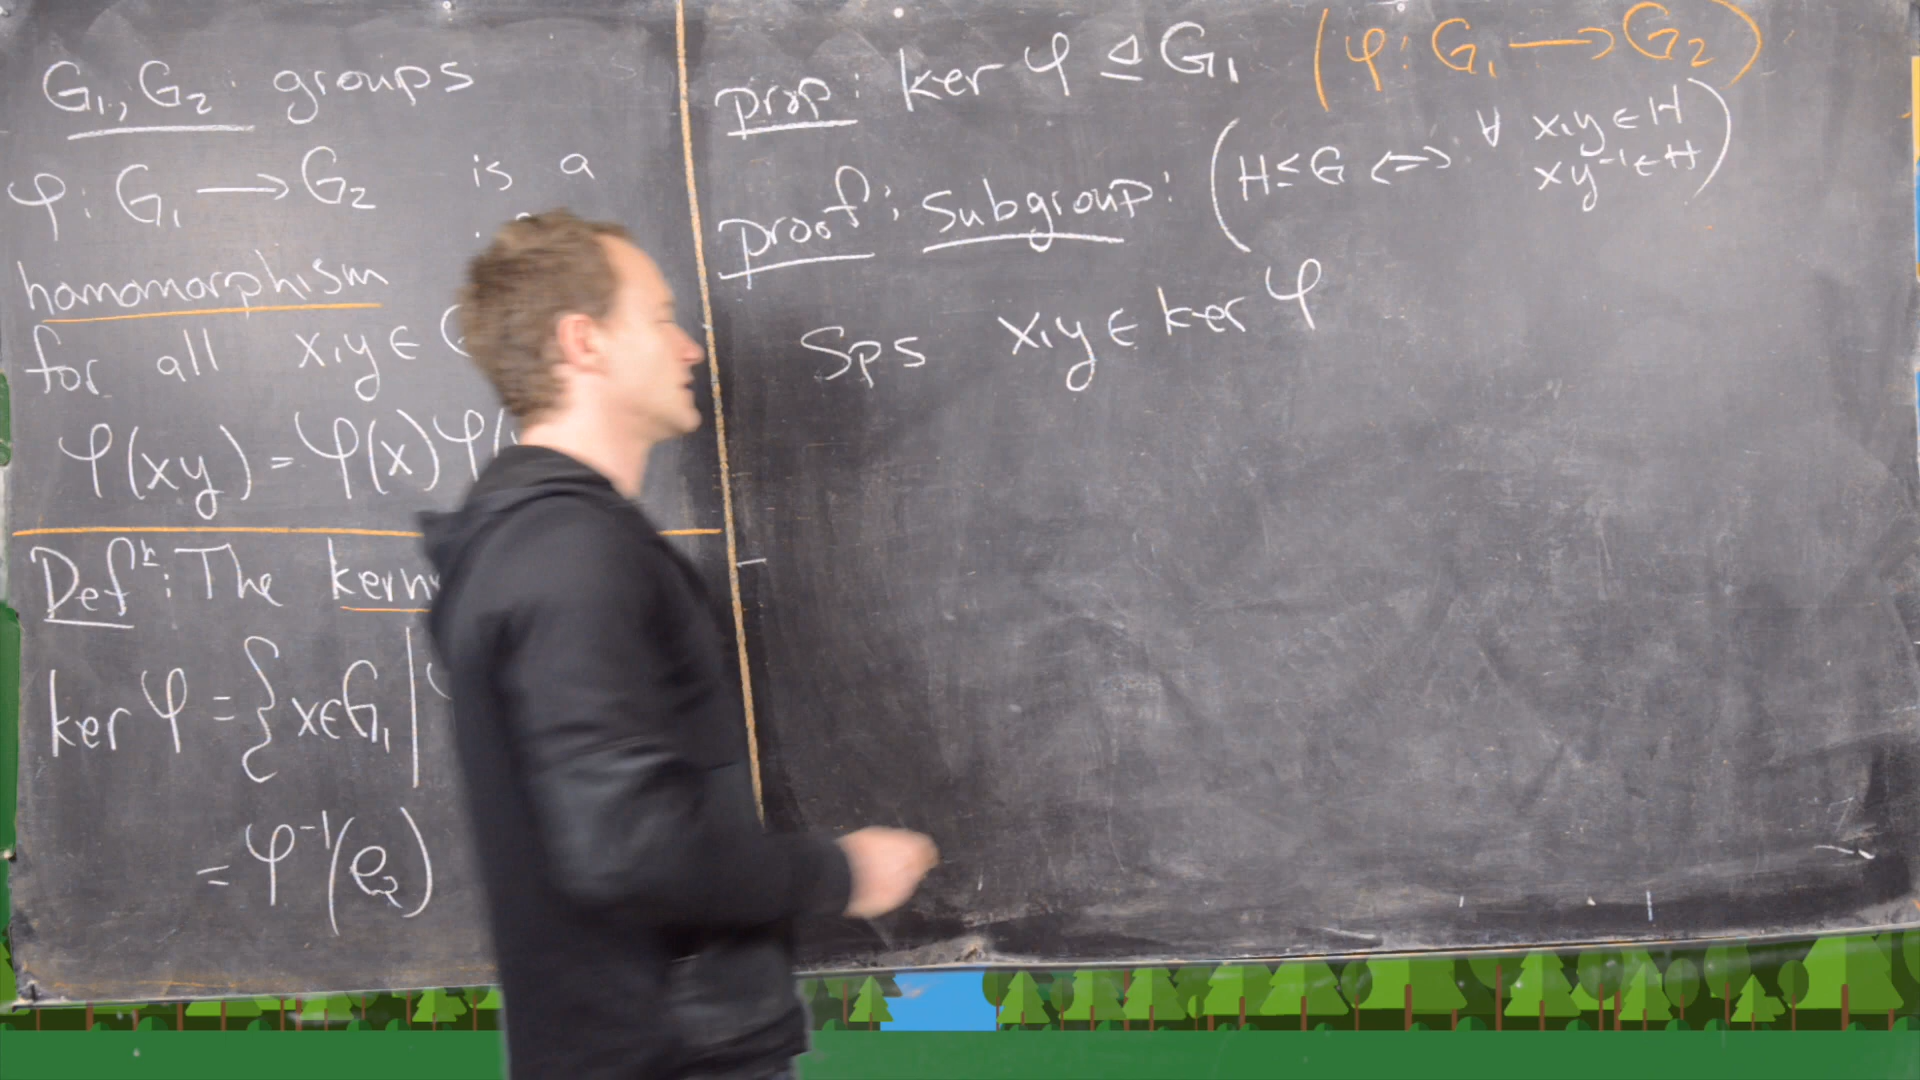 G₁, G₂: groups
φ: G₁ → G₂ is a
homomorphism
for all x,y ∈
φ(xy) = φ(x)φ(
Defⁿ: The
ker φ = {x∈G₁ |
= φ⁻¹(e₂)
prop: ker φ ⊴ G₁ (φ: G₁ → G₂)
proof: Subgroup: (H≤G ⟺ ∀ x,y∈H
xy⁻¹∈H)
Sps x,y ∈ ker φ